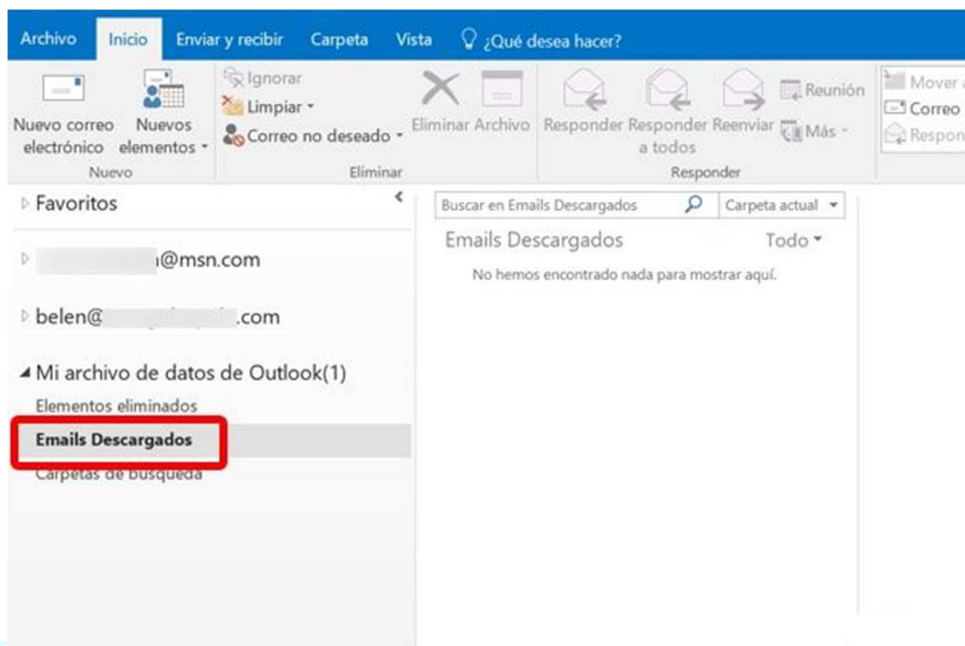 Archivo Inicio Enviar y recibir Carpeta Vista ¿Qué desea hacer?
Nuevo correo electrónico
Nuevos elementos
Nuevo
Ignorar
Limpiar
Correo no deseado
Eliminar Archivo
Eliminar
Responder
Responder a todos
Reenviar
Reunión
Más
Responder
Mover
Correo
Favoritos
@msn.com
belen@ .com
Mi archivo de datos de Outlook(1)
Elementos eliminados
Emails Descargados
Carpetas de búsqueda
Buscar en Emails Descargados Carpeta actual
Emails Descargados Todo
No hemos encontrado nada para mostrar aquí.